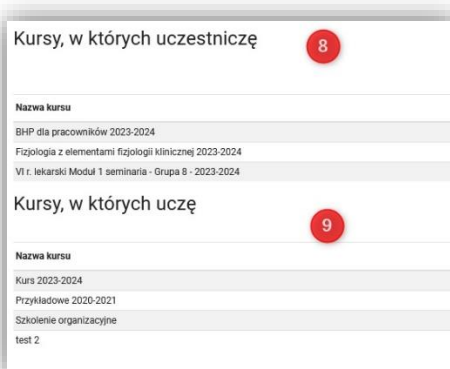 Kursy, w których uczestniczę
8
Nazwa kursu
BHP dla pracowników 2023-2024
Fizjologia z elementami fizjologii klinicznej 2023-2024
VI r. lekarski Moduł 1 seminaria - Grupa 8 - 2023-2024
Kursy, w których uczę
9
Nazwa kursu
Kurs 2023-2024
Przykładowe 2020-2021
Szkolenie organizacyjne
test 2